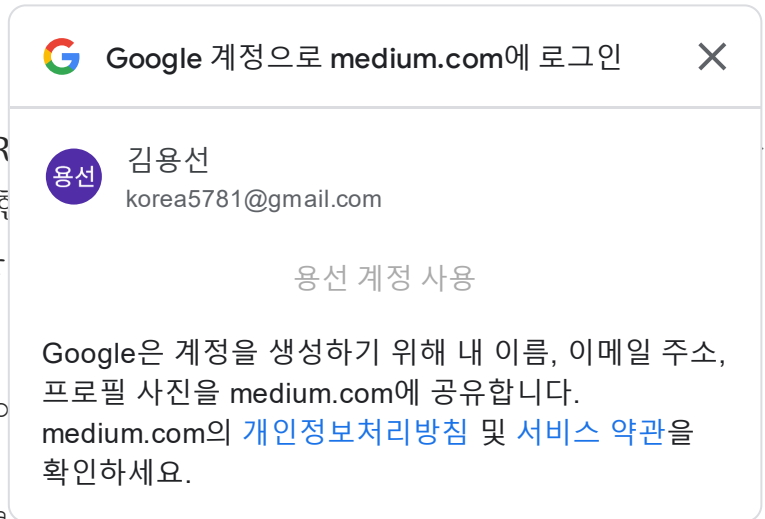 Google 계정으로 medium.com에 로그인
용선
김용선
korea5781@gmail.com
용선 계정 사용
Google은 계정을 생성하기 위해 내 이름, 이메일 주소,
프로필 사진을 medium.com에 공유합니다.
medium.com의 개인정보처리방침 및 서비스 약관을
확인하세요.